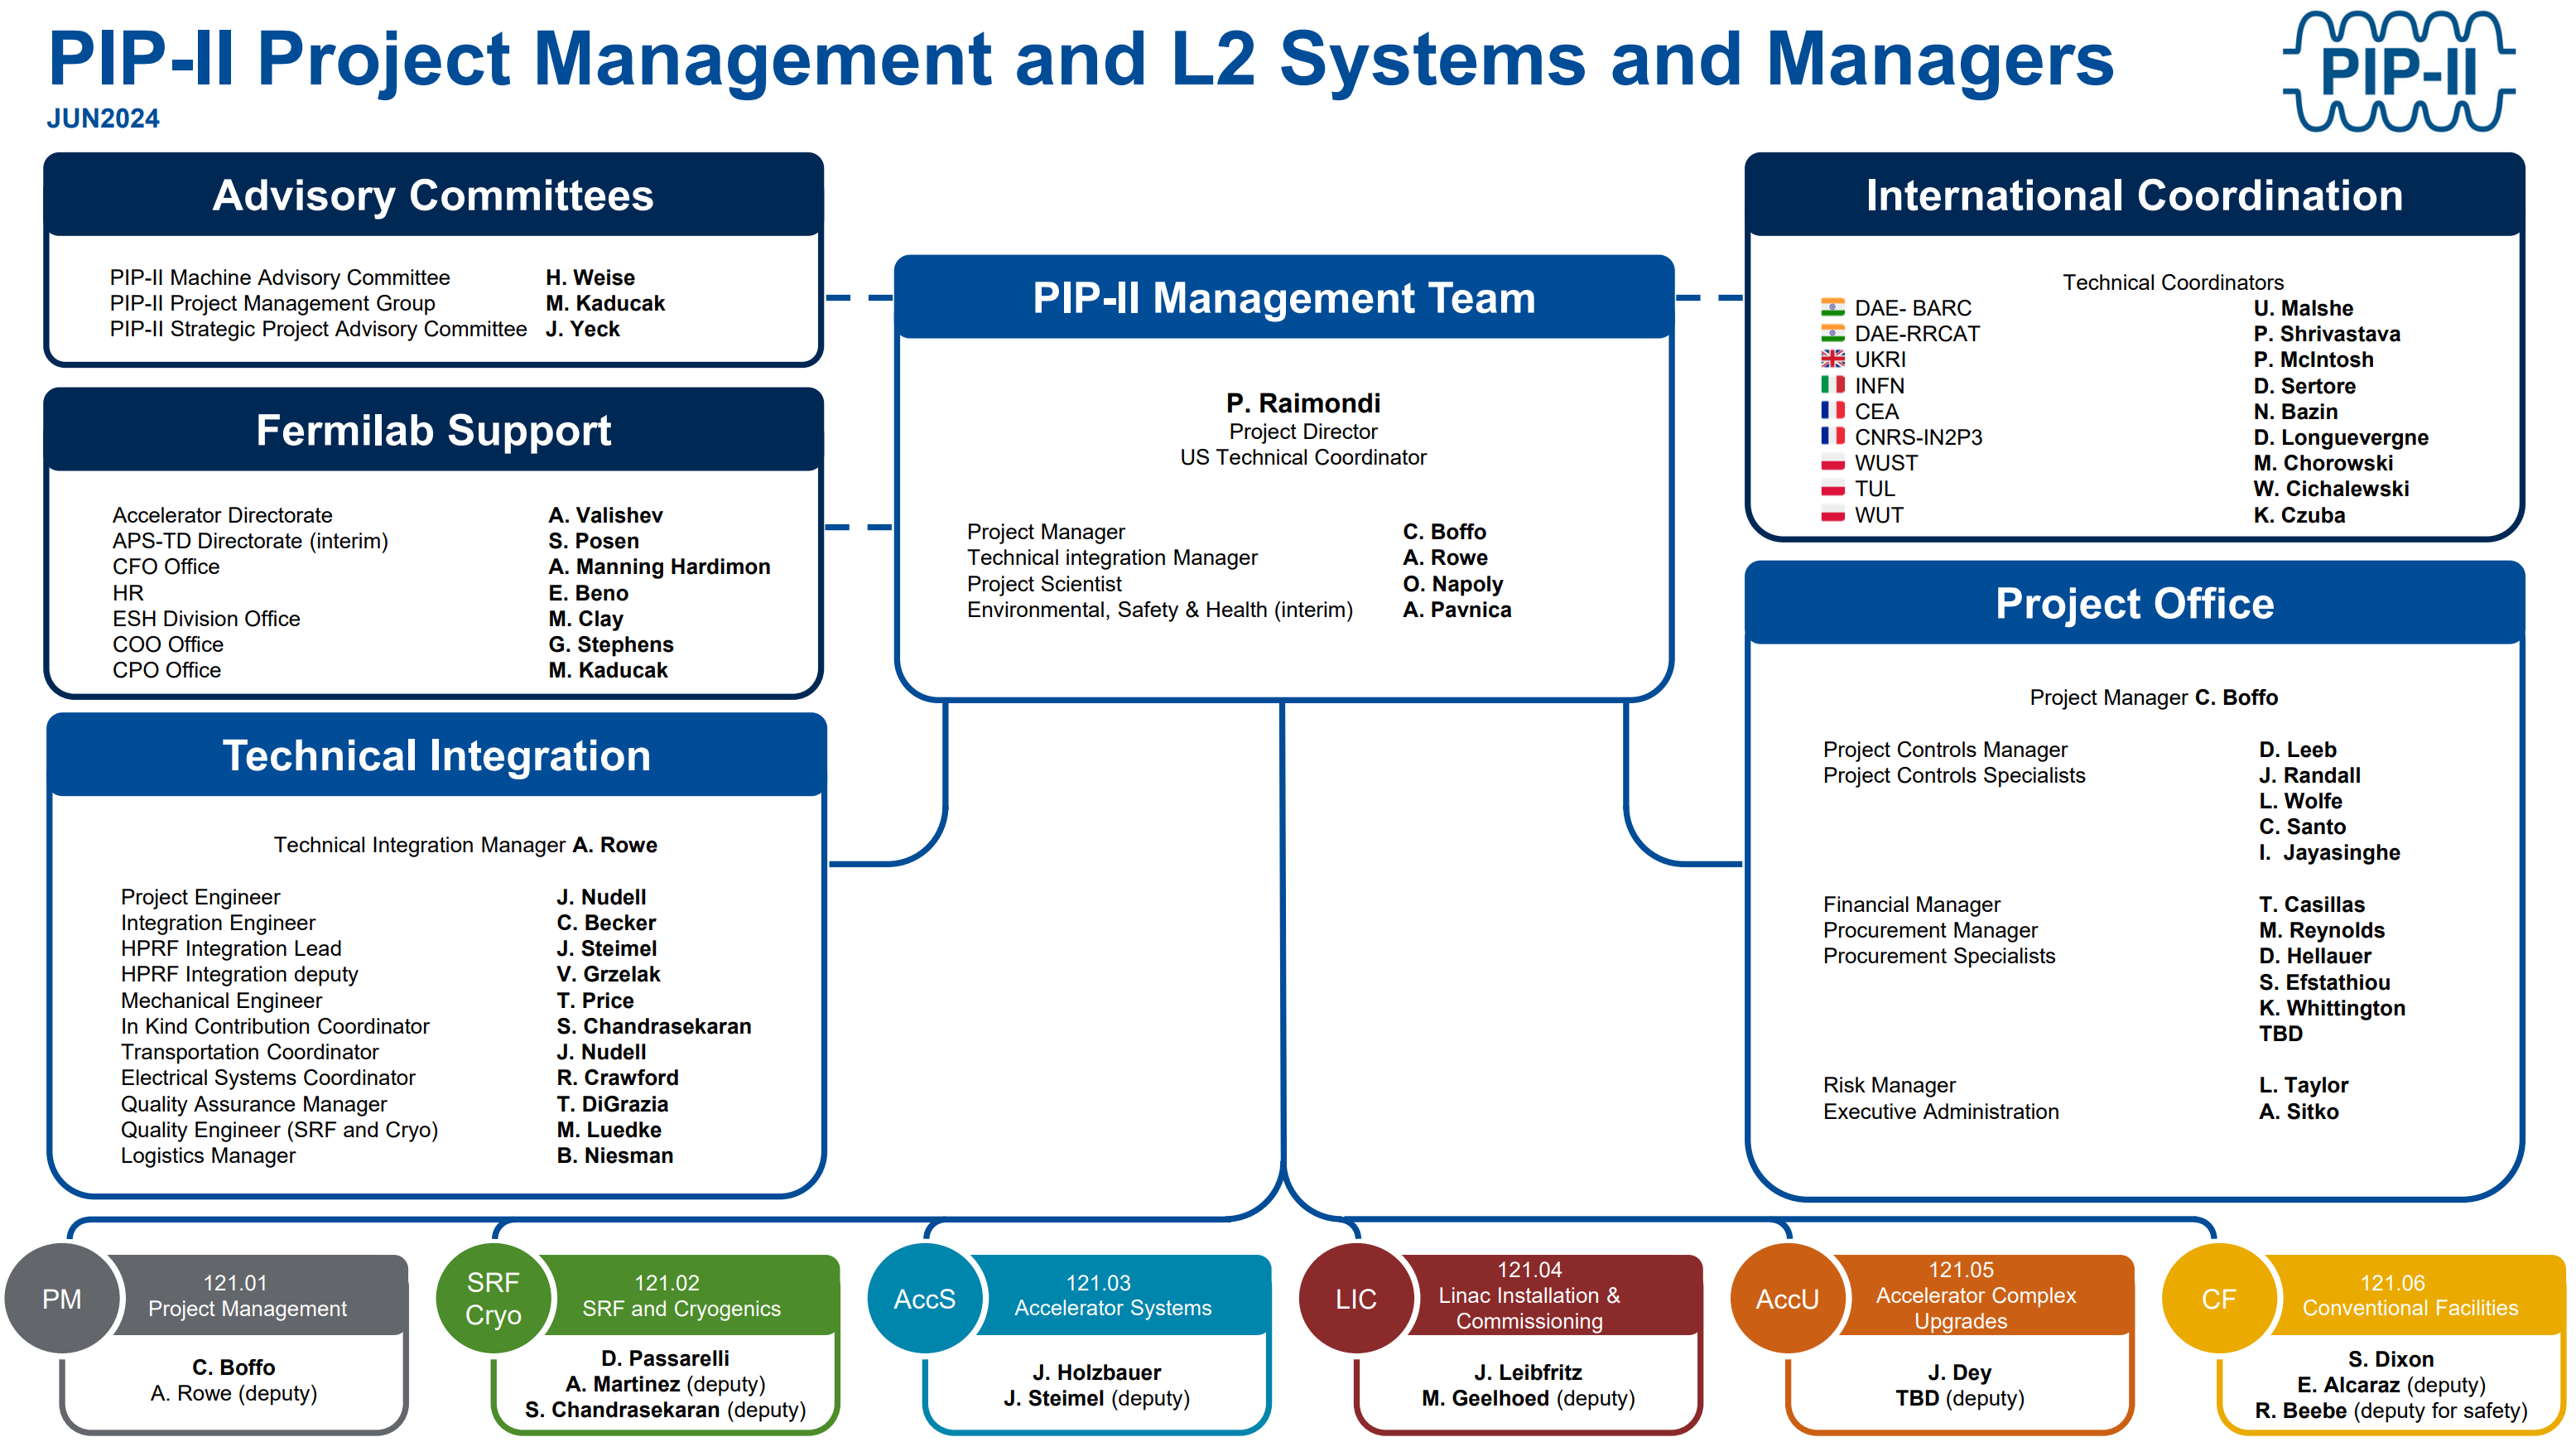 PIP-II Project Management and L2 Systems and Managers
JUN2024
PIP-II
Advisory Committees
PIP-II Machine Advisory Committee H. Weise
PIP-II Project Management Group M. Kaducak
PIP-II Strategic Project Advisory Committee J. Yeck
Fermilab Support
Accelerator Directorate A. Valishev
APS-TD Directorate (interim) S. Posen
CFO Office A. Manning Hardimon
HR E. Beno
ESH Division Office M. Clay
COO Office G. Stephens
CPO Office M. Kaducak
Technical Integration
Technical Integration Manager A. Rowe
Project Engineer J. Nudell
Integration Engineer C. Becker
HPRF Integration Lead J. Steimel
HPRF Integration deputy V. Grzelak
Mechanical Engineer T. Price
In Kind Contribution Coordinator S. Chandrasekaran
Transportation Coordinator J. Nudell
Electrical Systems Coordinator R. Crawford
Quality Assurance Manager T. DiGrazia
Quality Engineer (SRF and Cryo) M. Luedke
Logistics Manager B. Niesman
PIP-II Management Team
P. Raimondi
Project Director
US Technical Coordinator
Project Manager C. Boffo
Technical integration Manager A. Rowe
Project Scientist O. Napoly
Environmental, Safety & Health (interim) A. Pavnica
International Coordination
Technical Coordinators
DAE- BARC U. Malshe
DAE-RRCAT P. Shrivastava
UKRI P. McIntosh
INFN D. Sertore
CEA N. Bazin
CNRS-IN2P3 D. Longuevergne
WUST M. Chorowski
TUL W. Cichalewski
WUT K. Czuba
Project Office
Project Manager C. Boffo
Project Controls Manager D. Leeb
Project Controls Specialists J. Randall
L. Wolfe
C. Santo
I. Jayasinghe
Financial Manager T. Casillas
Procurement Manager M. Reynolds
Procurement Specialists D. Hellauer
S. Efstathiou
K. Whittington
TBD
Risk Manager L. Taylor
Executive Administration A. Sitko
PM
121.01
Project Management
C. Boffo
A. Rowe (deputy)
SRF
Cryo
121.02
SRF and Cryogenics
D. Passarelli
A. Martinez (deputy)
S. Chandrasekaran (deputy)
AccS
121.03
Accelerator Systems
J. Holzbauer
J. Steimel (deputy)
LIC
121.04
Linac Installation &
Commissioning
J. Leibfritz
M. Geelhoed (deputy)
AccU
121.05
Accelerator Complex
Upgrades
J. Dey
TBD (deputy)
CF
121.06
Conventional Facilities
S. Dixon
E. Alcaraz (deputy)
R. Beebe (deputy for safety)